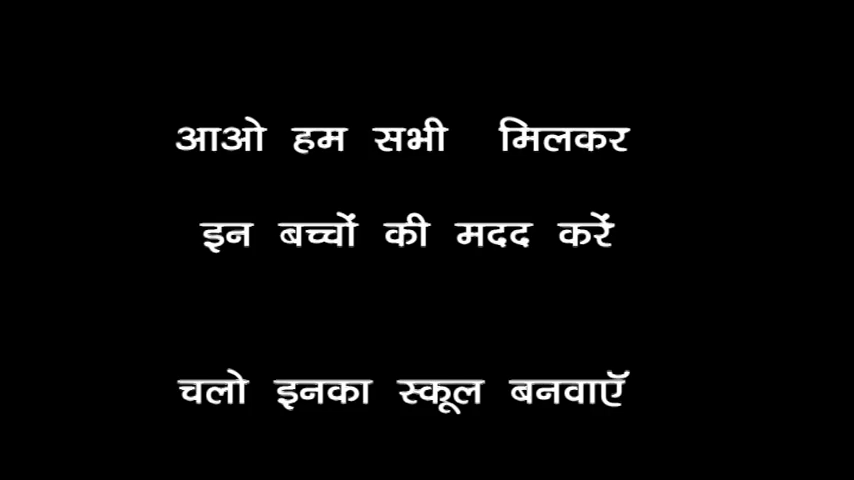 आओ हम सभी मिलकर
इन बच्चों की मदद करें
चलो इनका स्कूल बनवाऍ